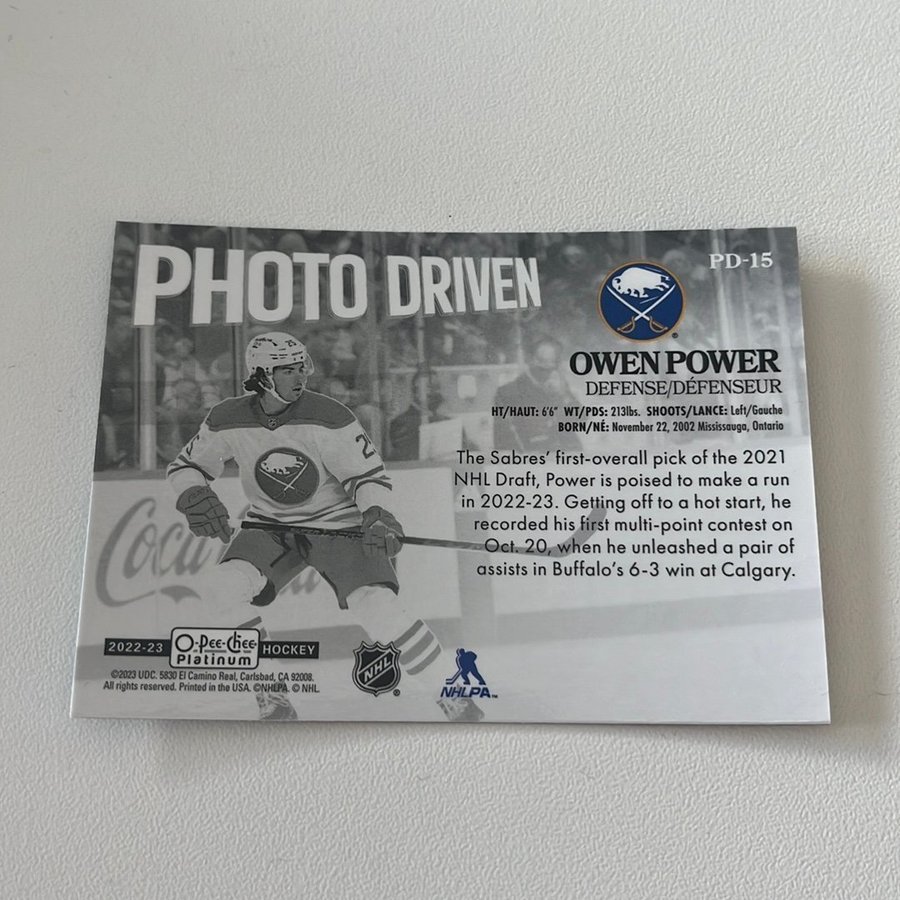 PHOTO DRIVEN
PD-15
OWEN POWER
DEFENSE/DÉFENSEUR
HT/HAUT: 6'6" WT/PDS: 213lbs. SHOOTS/LANCE: Left/Gauche
BORN/NÉ: November 22, 2002 Mississauga, Ontario
The Sabres' first-overall pick of the 2021
NHL Draft, Power is poised to make a run
in 2022-23. Getting off to a hot start, he
recorded his first multi-point contest on
Oct. 20, when he unleashed a pair of
assists in Buffalo's 6-3 win at Calgary.
25
Coca
2022-23 O-Pee-Chee Platinum HOCKEY
©2023 UDC. 5830 El Camino Real, Carlsbad, CA 92008.
All rights reserved. Printed in the USA. ©NHLPA. © NHL.
NHL
NHLPA